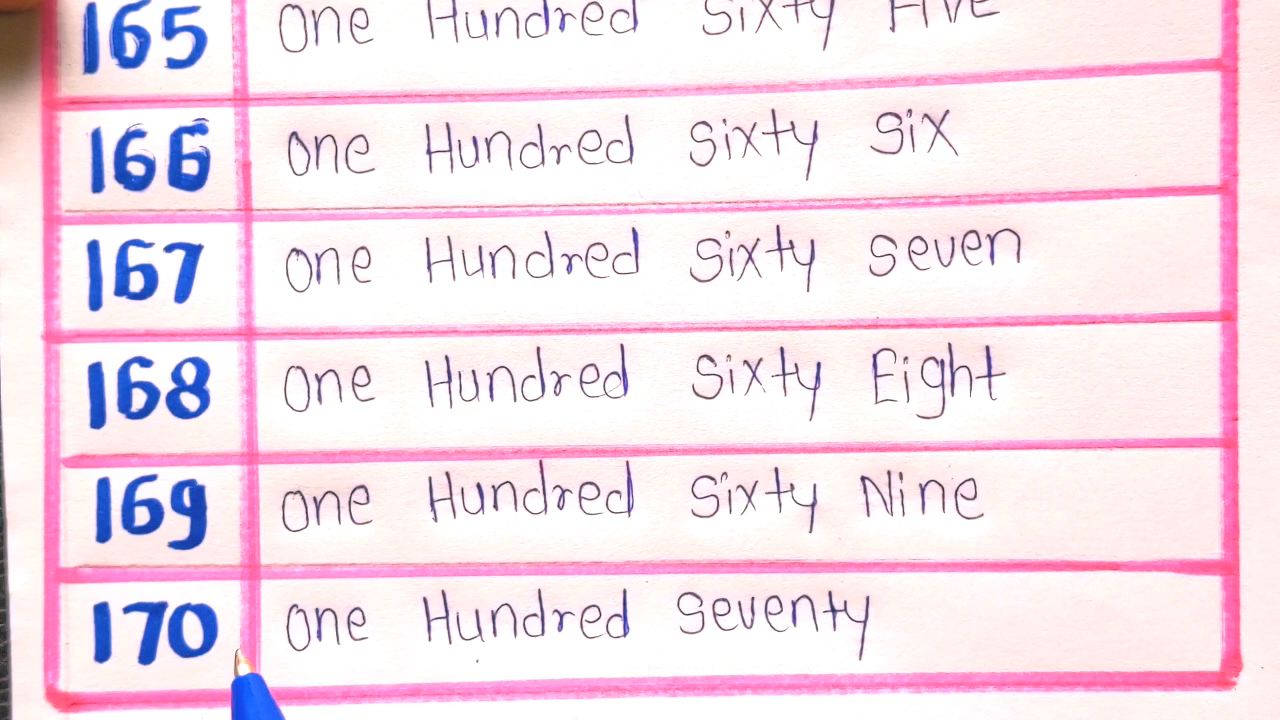 165 One Hundred Sixty Five
166 One Hundred Sixty Six
167 One Hundred Sixty Seven
168 One Hundred Sixty Eight
169 One Hundred Sixty Nine
170 One Hundred Seventy